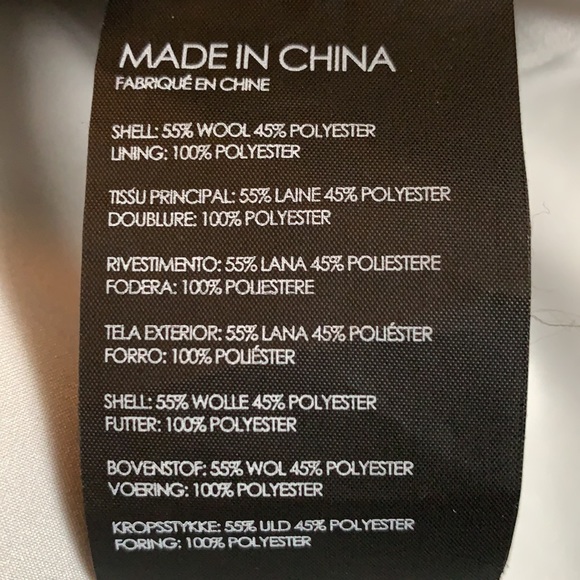 MADE IN CHINA
FABRIQUÉ EN CHINE
SHELL: 55% WOOL 45% POLYESTER
LINING: 100% POLYESTER
TISSU PRINCIPAL: 55% LAINE 45% POLYESTER
DOUBLURE: 100% POLYESTER
RIVESTIMENTO: 55% LANA 45% POLIESTERE
FODERA: 100% POLIESTERE
TELA EXTERIOR: 55% LANA 45% POLIÉSTER
FORRO: 100% POLIÉSTER
SHELL: 55% WOLLE 45% POLYESTER
FUTTER: 100% POLYESTER
BOVENSTOF: 55% WOL 45% POLYESTER
VOERING: 100% POLYESTER
KROPSSTYKKE: 55% ULD 45% POLYESTER
FORING: 100% POLYESTER